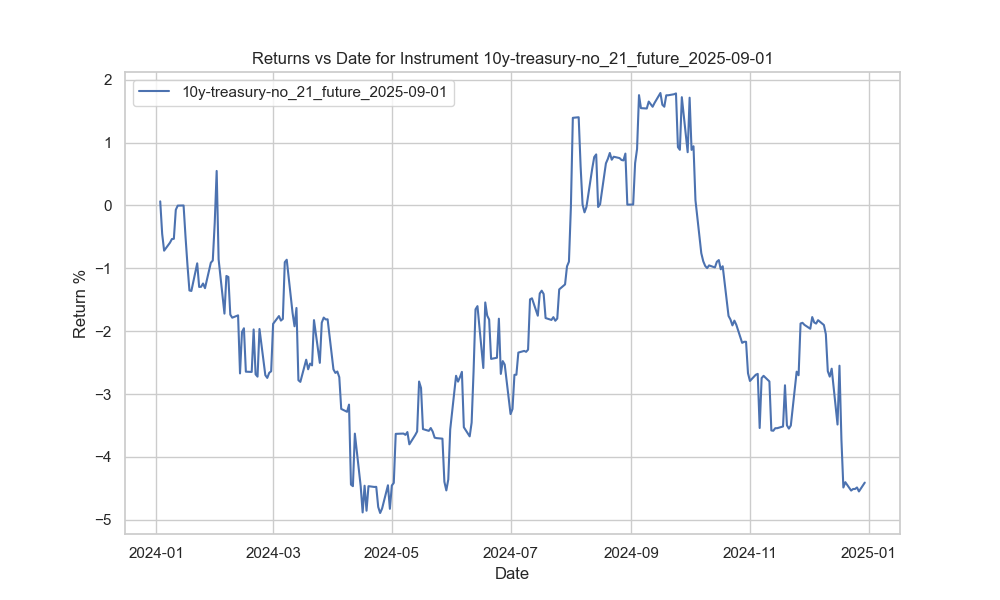 Returns vs Date for Instrument 10y-treasury-no_21_future_2025-09-01
10y-treasury-no_21_future_2025-09-01
2
1
0
−1
−2
−3
−4
−5
Return %
2024-01 2024-03 2024-05 2024-07 2024-09 2024-11 2025-01
Date